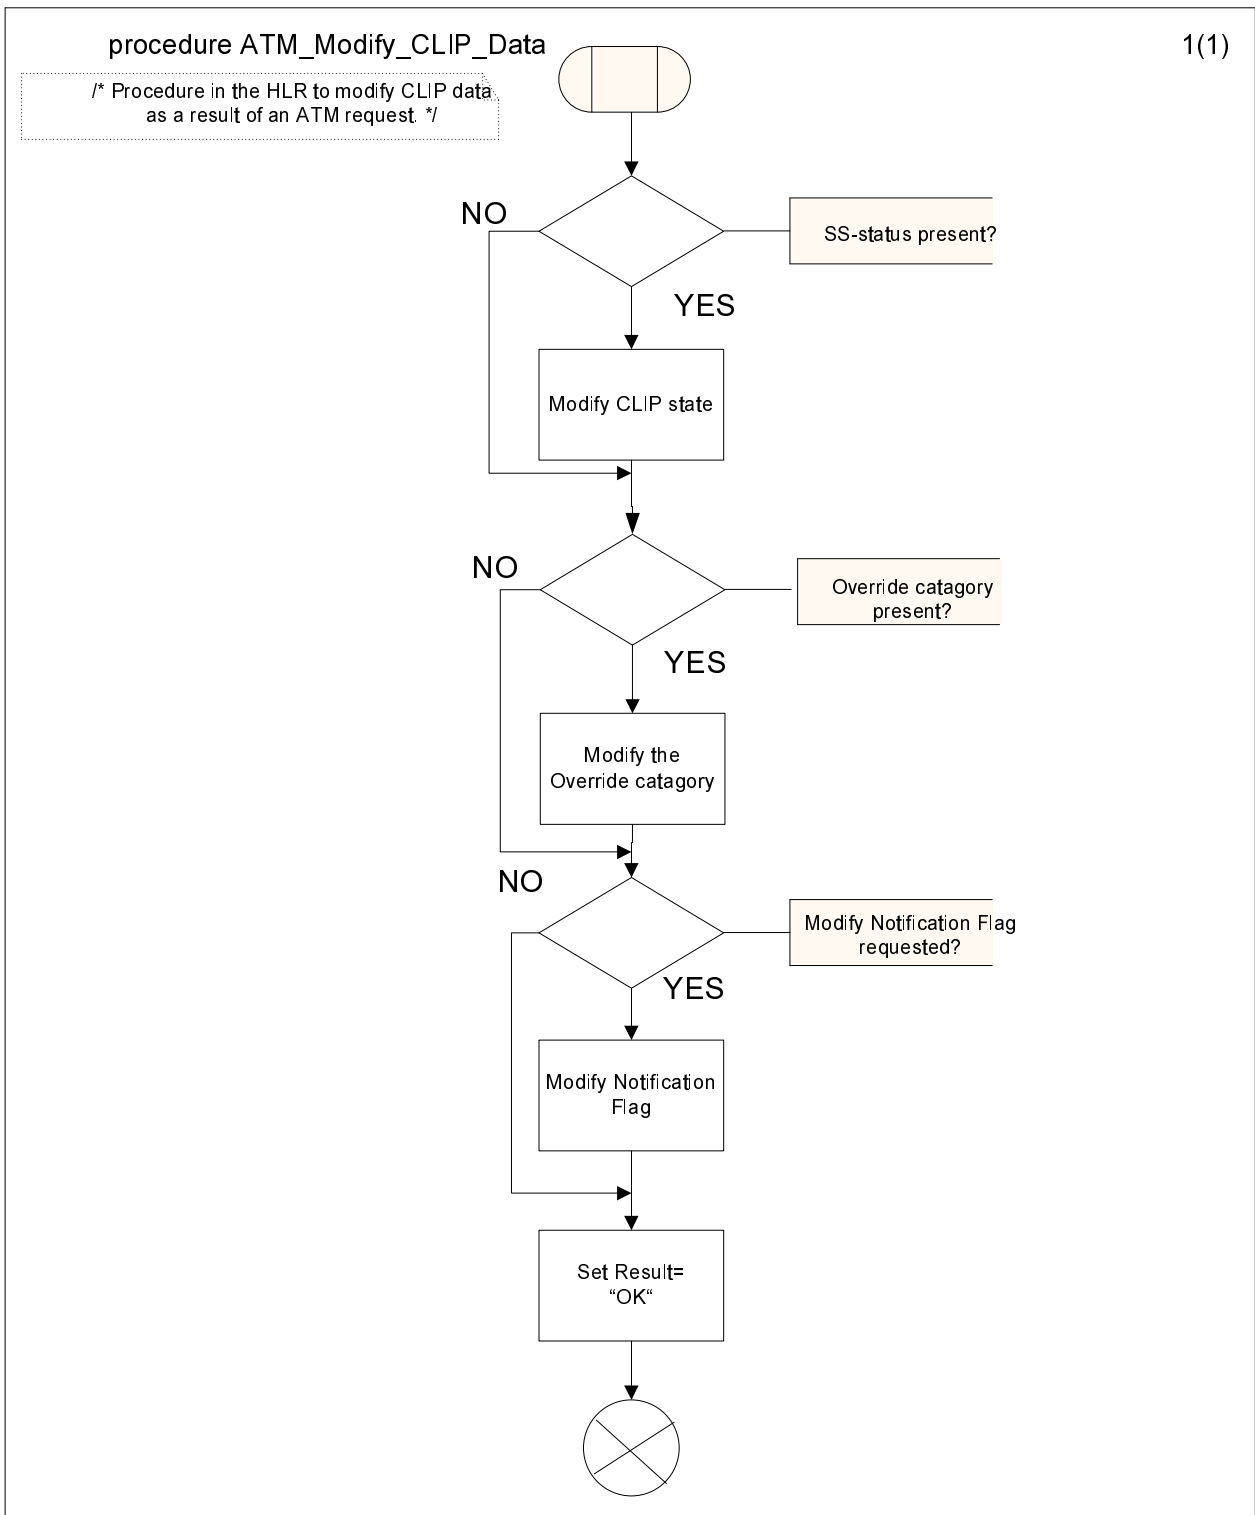 procedure ATM_Modify_CLIP_Data
1(1)
/* Procedure in the HLR to modify CLIP data
as a result of an ATM request. */
NO
SS-status present?
YES
Modify CLIP state
NO
Override catagory
present?
YES
Modify the
Override catagory
NO
Modify Notification Flag
requested?
YES
Modify Notification
Flag
Set Result=
“OK“